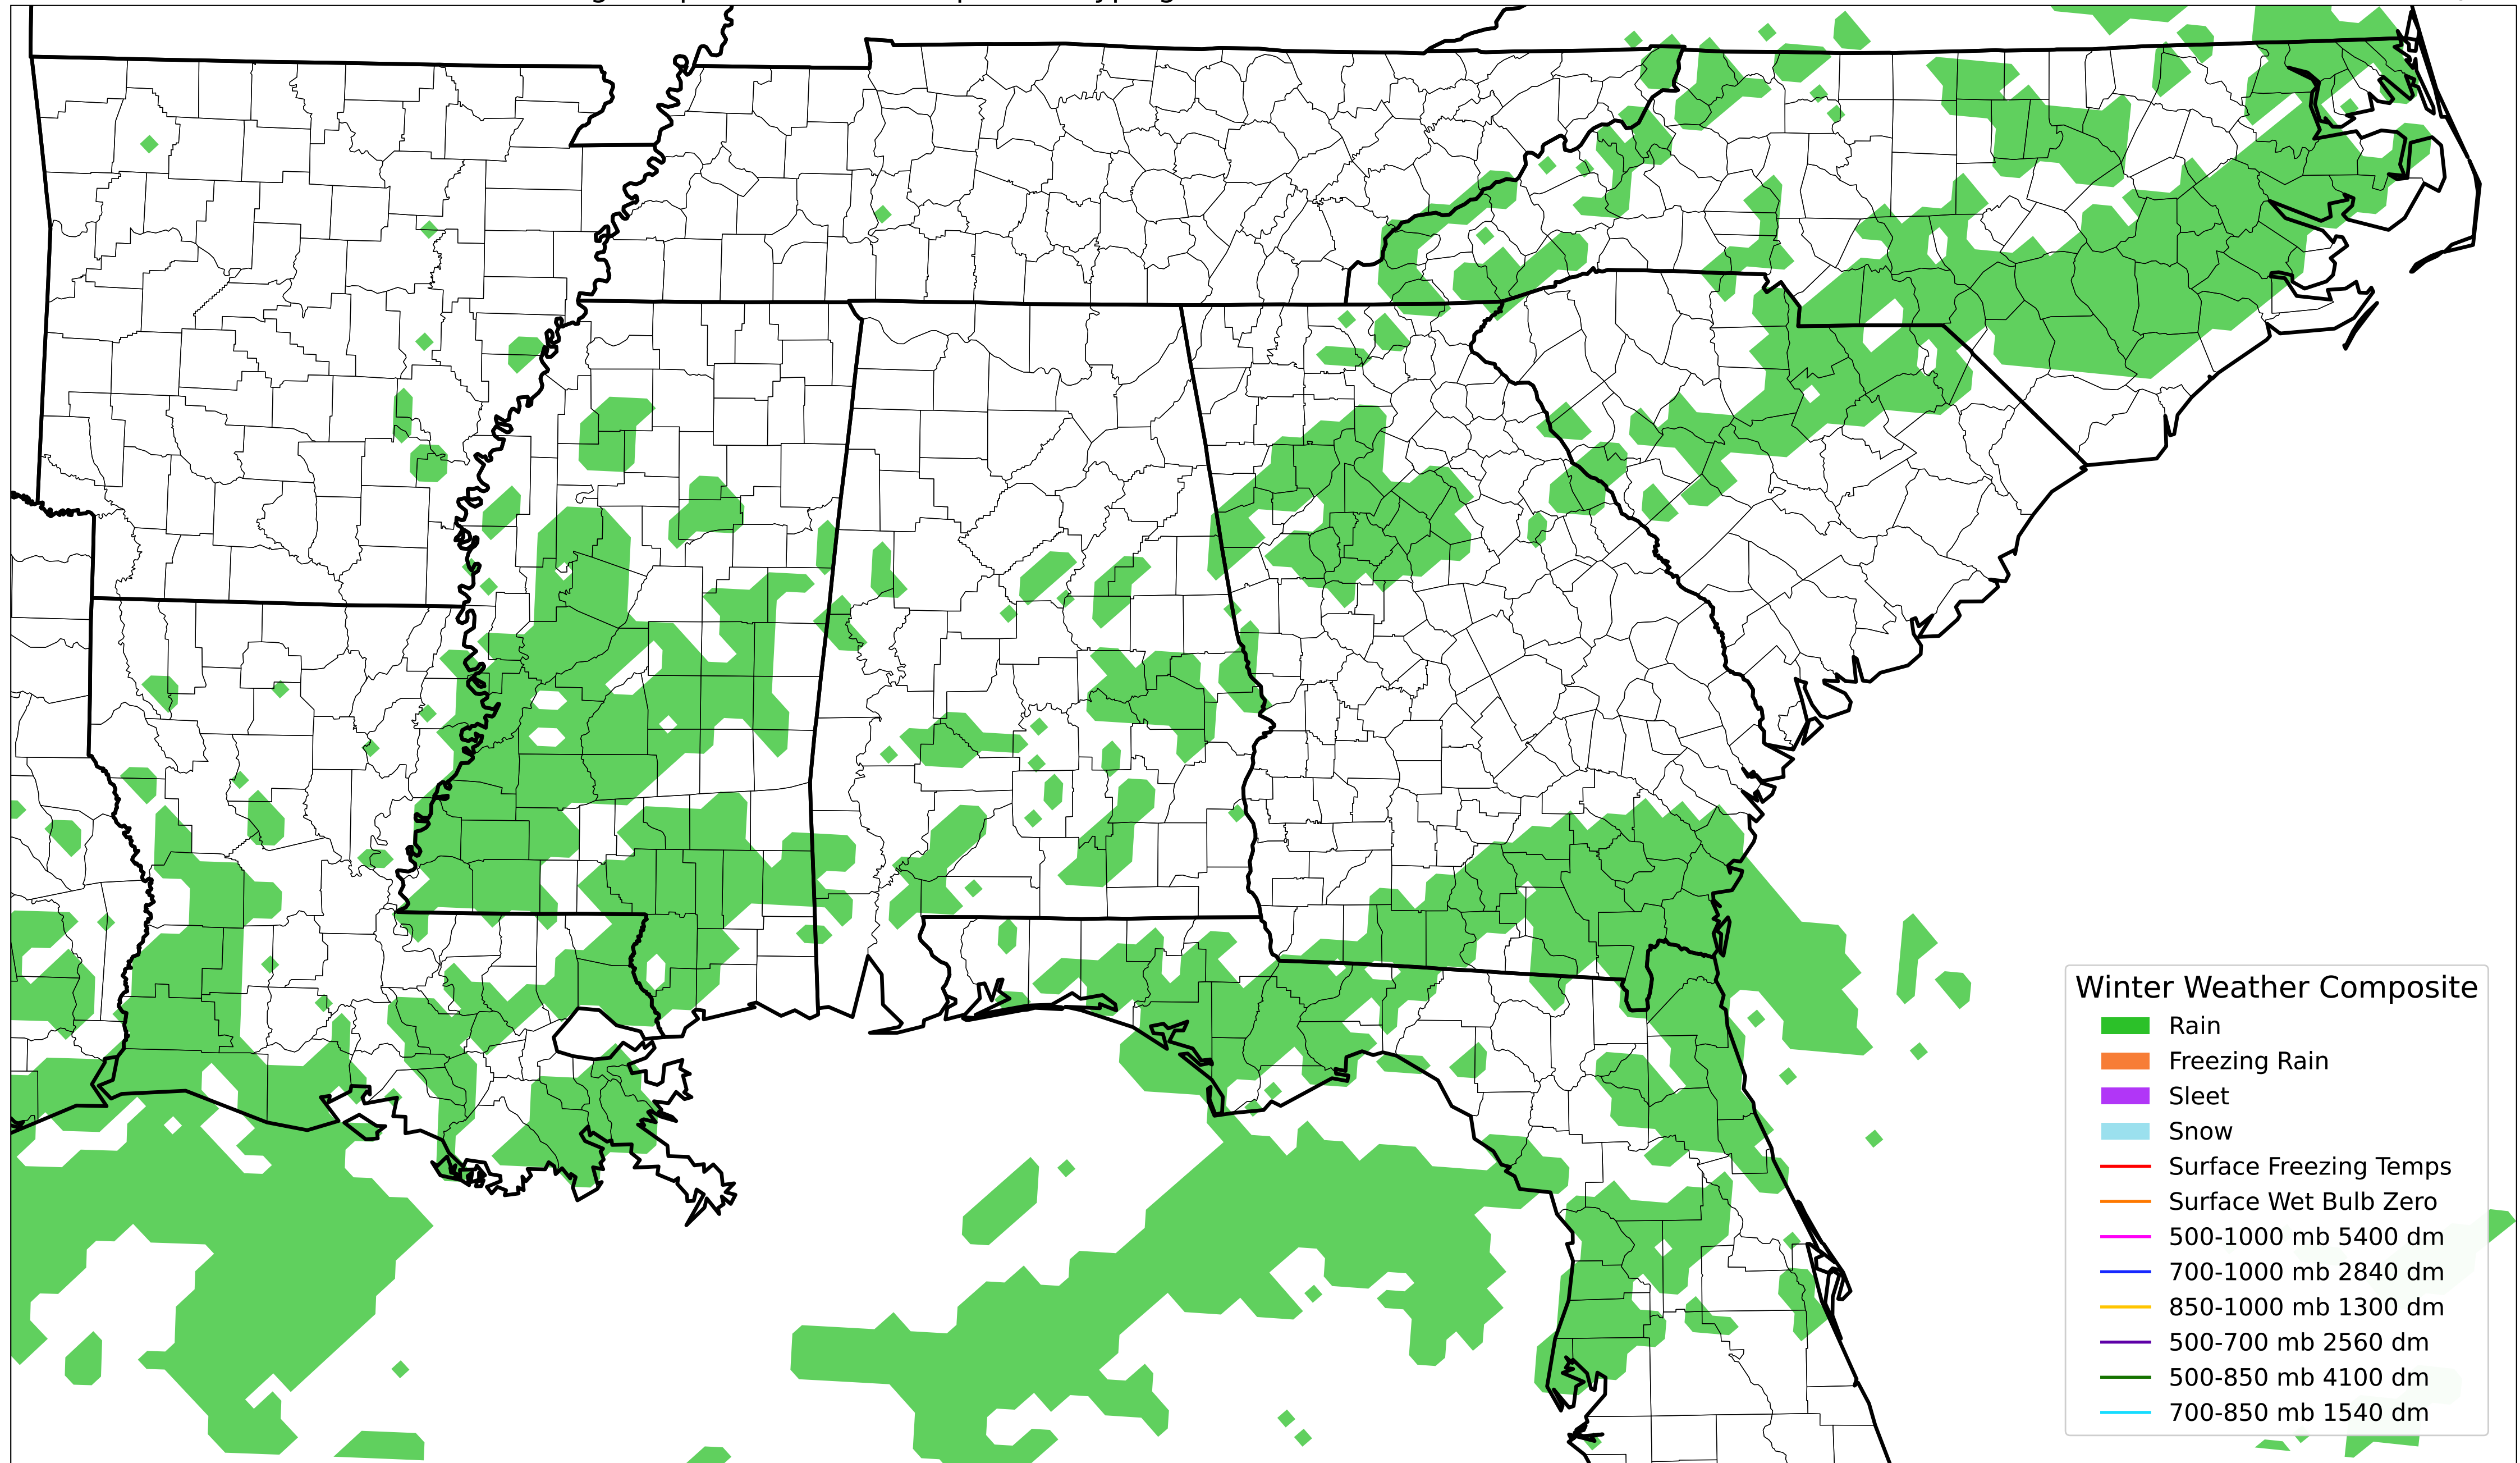 Winter Weather Composite
Rain
Freezing Rain
Sleet
Snow
Surface Freezing Temps
Surface Wet Bulb Zero
500-1000 mb 5400 dm
700-1000 mb 2840 dm
850-1000 mb 1300 dm
500-700 mb 2560 dm
500-850 mb 4100 dm
700-850 mb 1540 dm